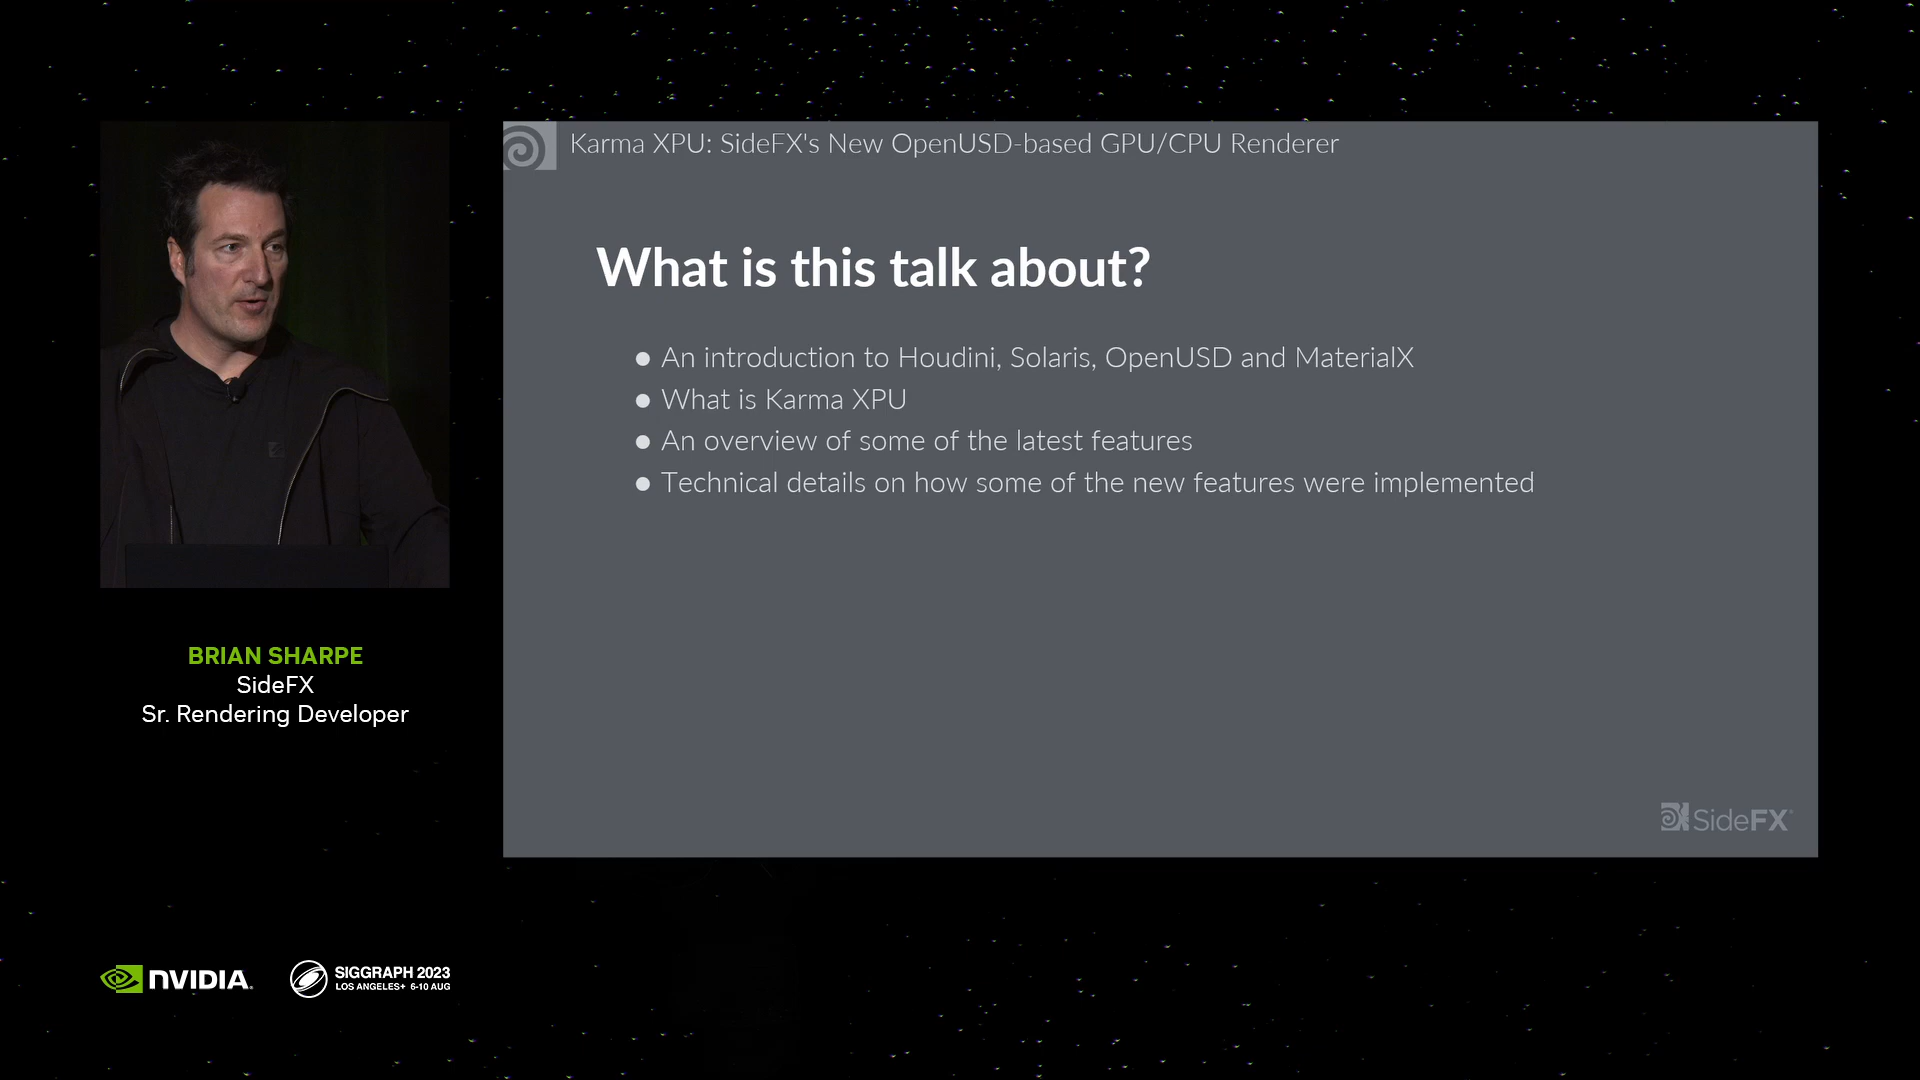 Karma XPU: SideFX's New OpenUSD-based GPU/CPU Renderer
What is this talk about?
● An introduction to Houdini, Solaris, OpenUSD and MaterialX
● What is Karma XPU
● An overview of some of the latest features
● Technical details on how some of the new features were implemented
SideFX
BRIAN SHARPE
SideFX
Sr. Rendering Developer
NVIDIA.
SIGGRAPH 2023
LOS ANGELES+ 6-10 AUG